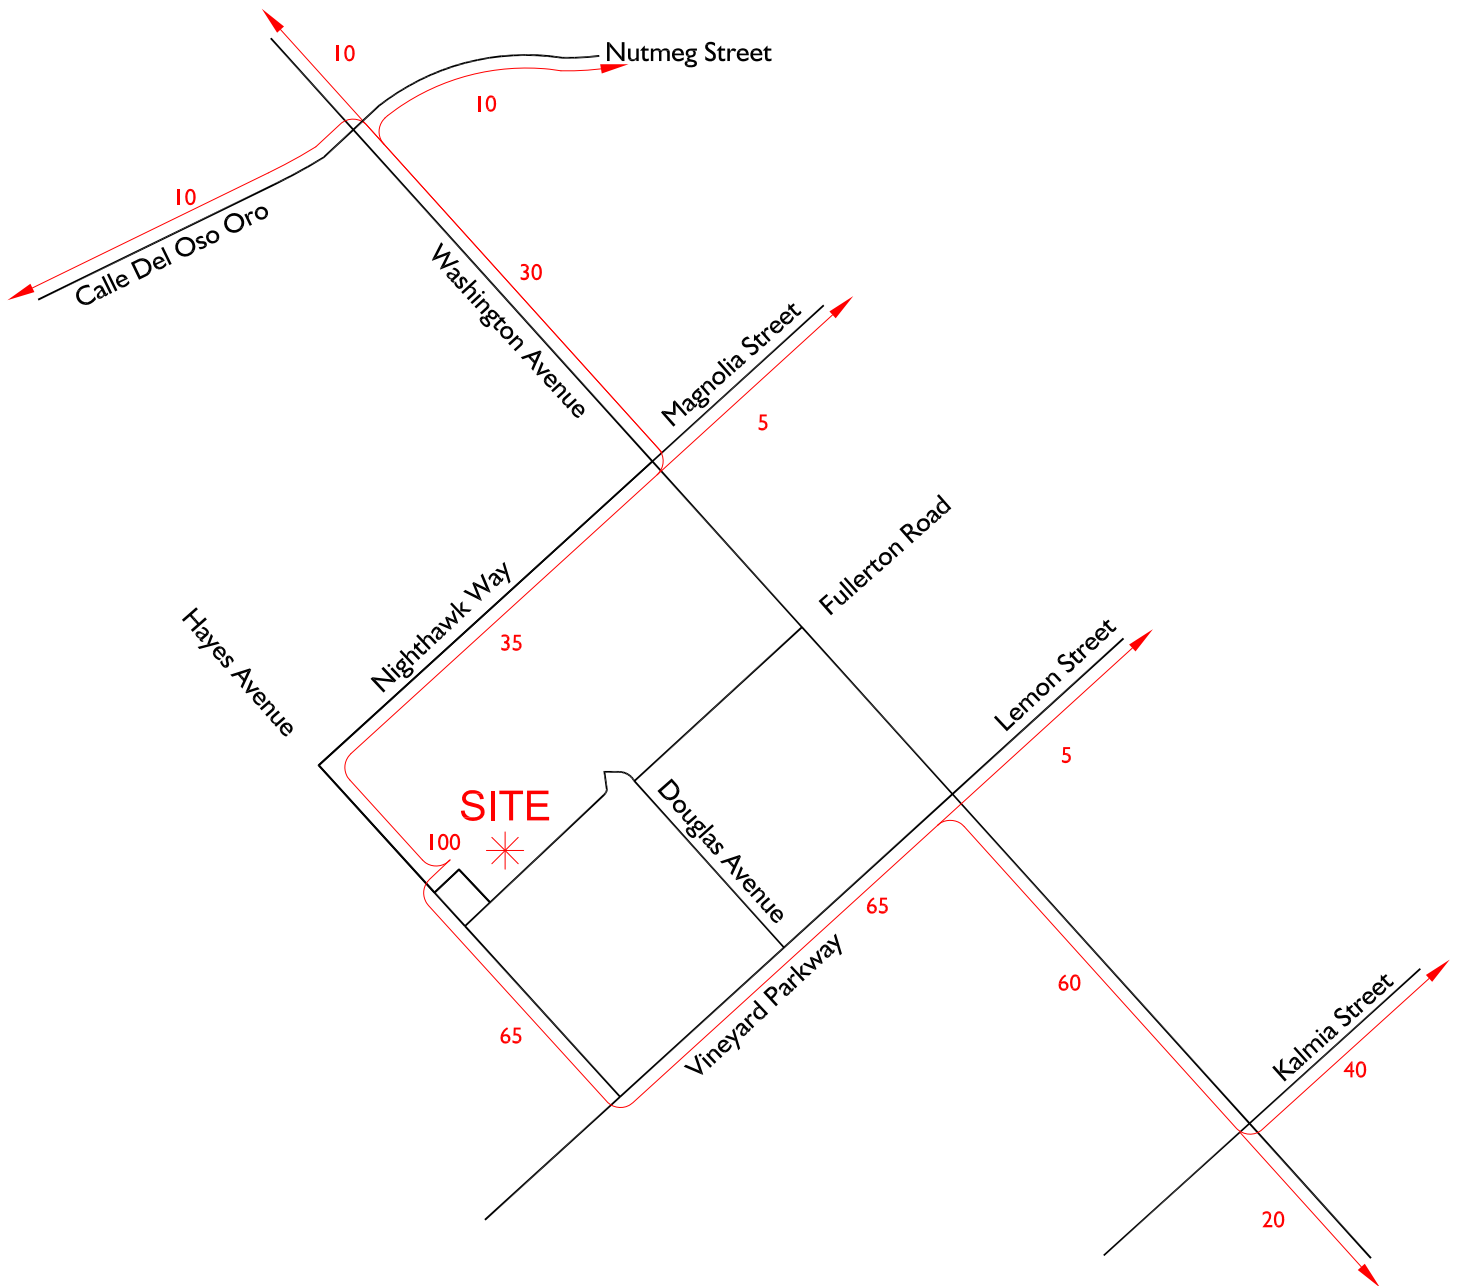 10
Nutmeg Street
10
10
Calle Del Oso Oro
Washington Avenue
30
Magnolia Street
5
Fullerton Road
Nighthawk Way
35
Hayes Avenue
Lemon Street
5
SITE
100
Douglas Avenue
65
Vineyard Parkway
65
60
Kalmia Street
40
20